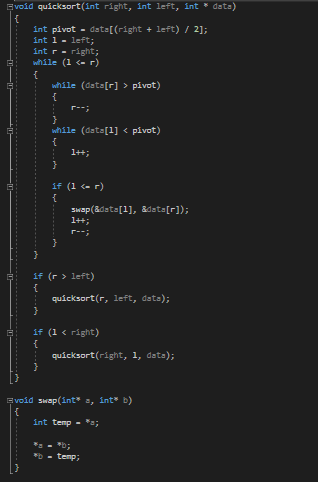 void quicksort(int right, int left, int * data)
{
int pivot = data[(right + left) / 2];
int l = left;
int r = right;
while (l <= r)
{
while (data[r] > pivot)
{
r--;
}
while (data[l] < pivot)
{
l++;
}
if (l <= r)
{
swap(&data[l], &data[r]);
l++;
r--;
}
}
if (r > left)
{
quicksort(r, left, data);
}
if (l < right)
{
quicksort(right, l, data);
}
}
void swap(int* a, int* b)
{
int temp = *a;
*a = *b;
*b = temp;
}